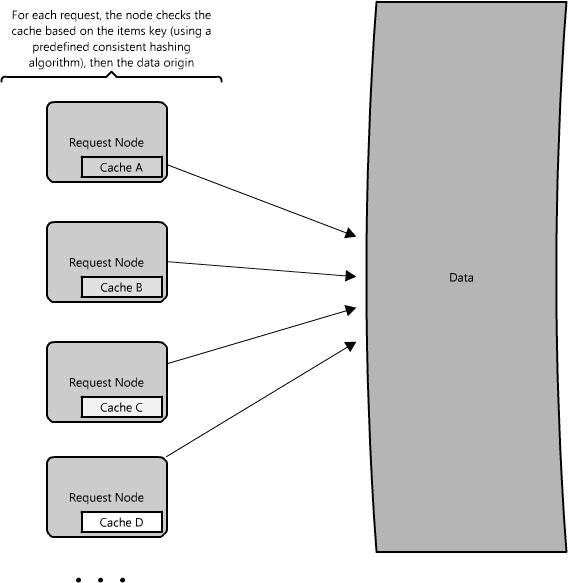 For each request, the node checks the
cache based on the items key (using a
predefined consistent hashing
algorithm), then the data origin
Request Node
Cache A
Request Node
Cache B
Data
Request Node
Cache C
Request Node
Cache D
. . .